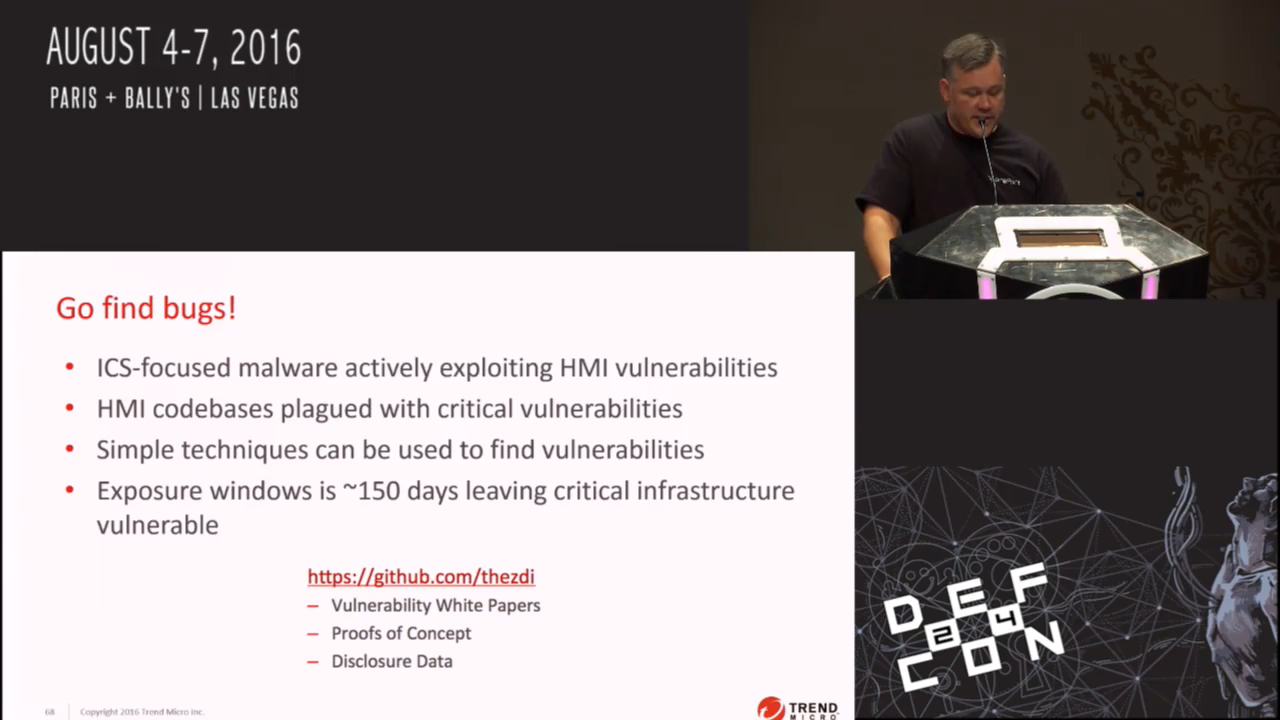 AUGUST 4-7, 2016
PARIS + BALLY'S | LAS VEGAS
Go find bugs!
• ICS-focused malware actively exploiting HMI vulnerabilities
• HMI codebases plagued with critical vulnerabilities
• Simple techniques can be used to find vulnerabilities
• Exposure windows is ~150 days leaving critical infrastructure
vulnerable
https://github.com/thezdi
– Vulnerability White Papers
– Proofs of Concept
– Disclosure Data
68 | Copyright 2016 Trend Micro Inc.
TREND
MICRO
DEF
24
CON